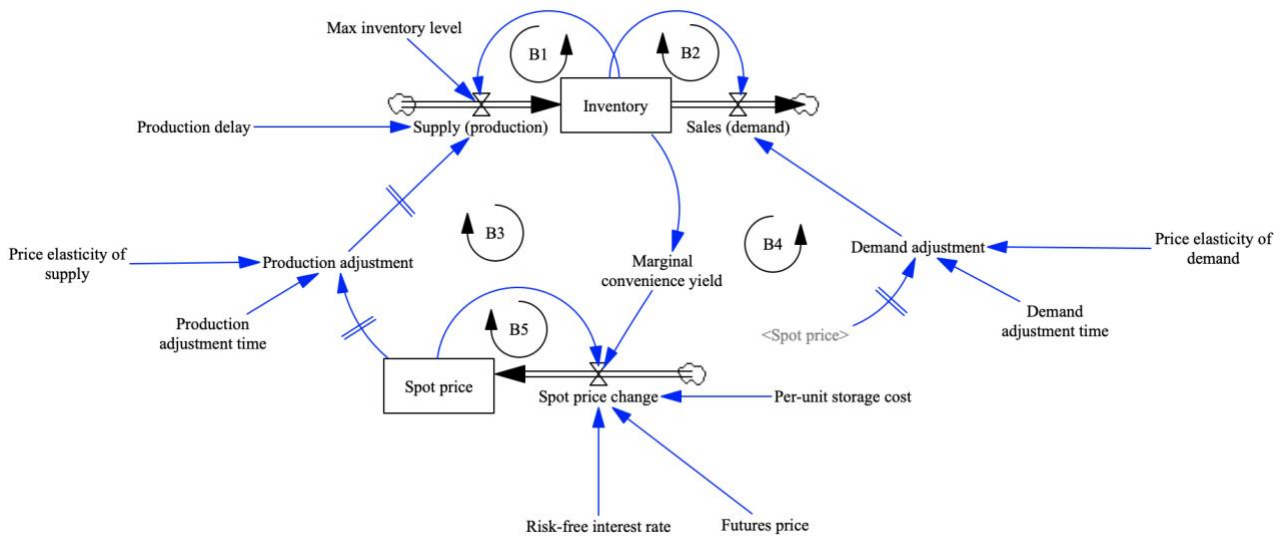 Max inventory level
B1
B2
Inventory
Production delay
Supply (production)
Sales (demand)
B3
B4
Price elasticity of
supply
Production adjustment
Marginal
convenience yield
Demand adjustment
Price elasticity of
demand
Production
adjustment time
B5
<Spot price>
Demand
adjustment time
Spot price
Spot price change
Per-unit storage cost
Risk-free interest rate
Futures price